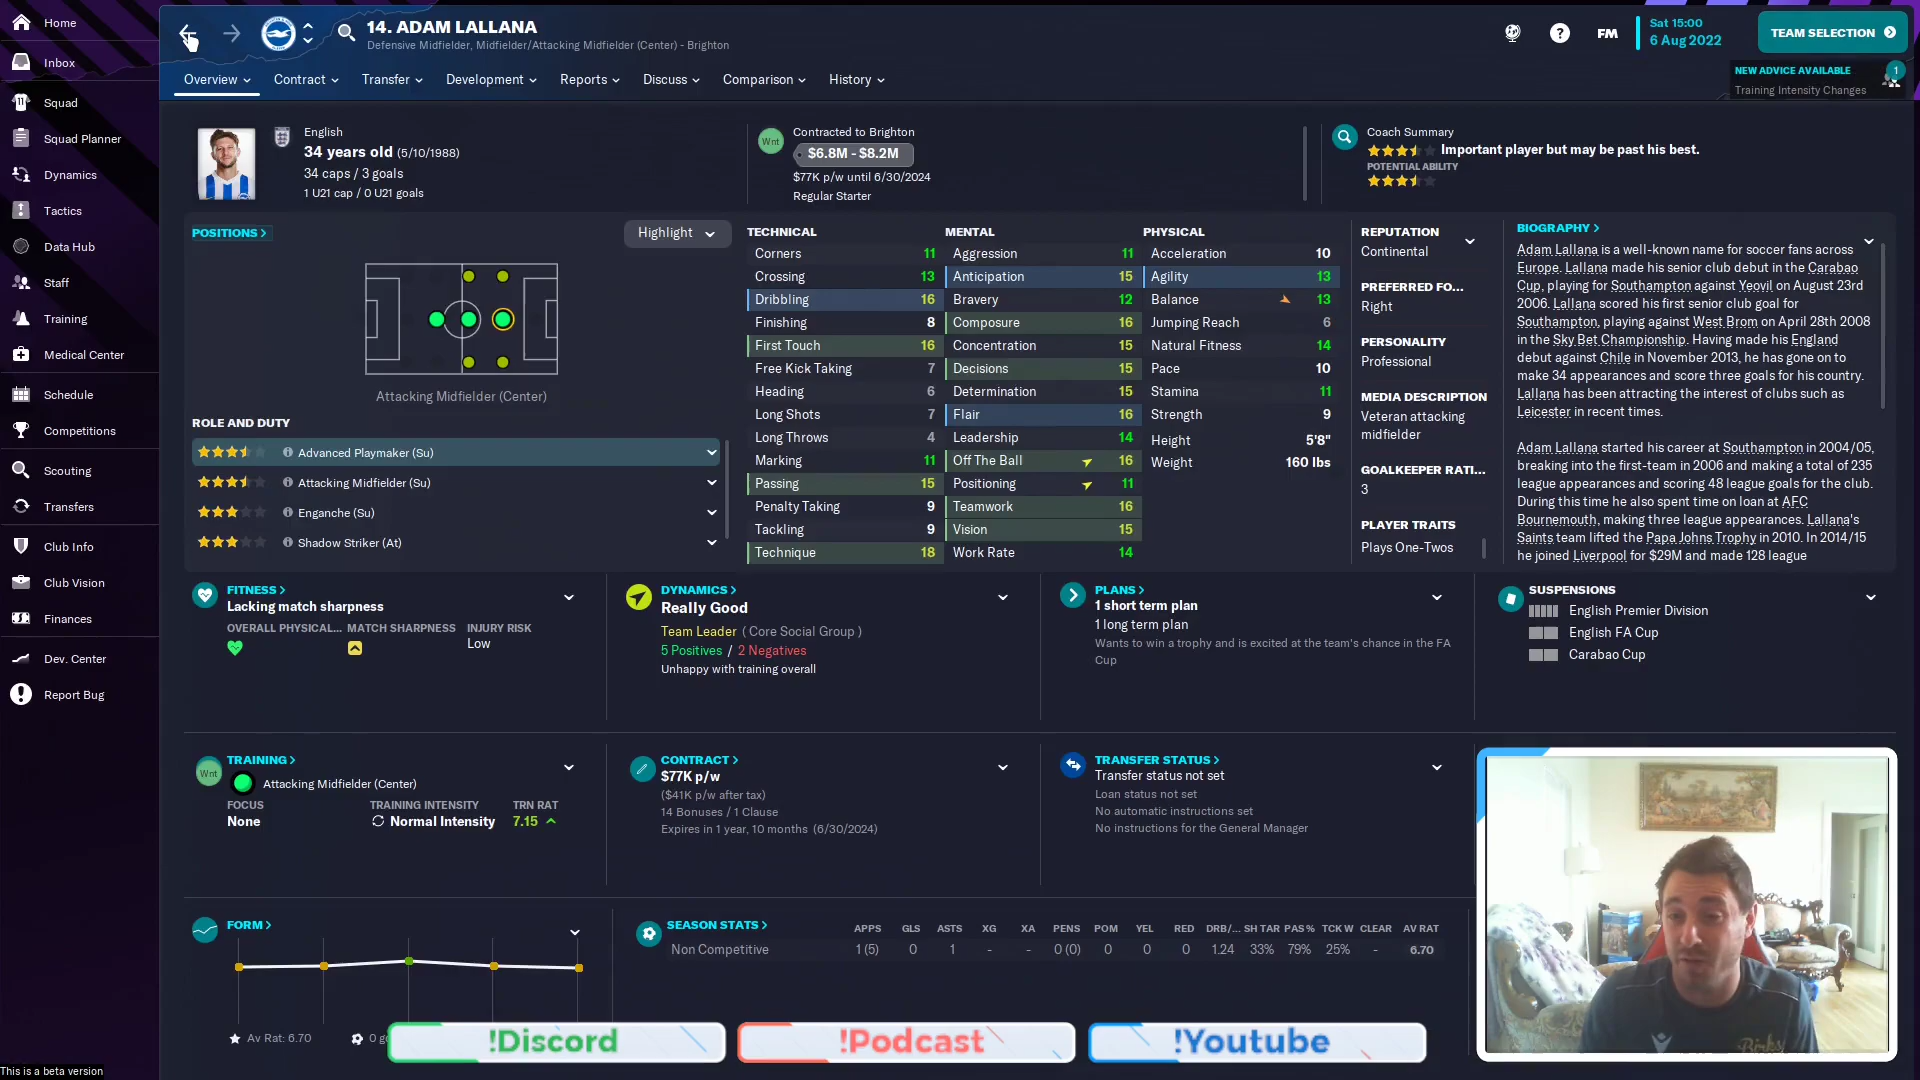 Home
Inbox
Squad
Squad Planner
Dynamics
Tactics
Data Hub
Staff
Training
Medical Center
Schedule
Competitions
Scouting
Transfers
Club Info
Club Vision
Finances
Dev. Center
Report Bug
This is a beta version
14. ADAM LALLANA
Defensive Midfielder, Midfielder/Attacking Midfielder (Center) - Brighton
FM
Sat 15:00
6 Aug 2022
TEAM SELECTION
Overview Contract Transfer Development Reports Discuss Comparison History
NEW ADVICE AVAILABLE 1
Training Intensity Changes
English
34 years old (5/10/1988)
34 caps / 3 goals
1 U21 cap / 0 U21 goals
Wnt
Contracted to Brighton
$6.8M - $8.2M
$77K p/w until 6/30/2024
Regular Starter
Coach Summary
Important player but may be past his best.
POTENTIAL ABILITY
POSITIONS >
Highlight
Attacking Midfielder (Center)
ROLE AND DUTY
Advanced Playmaker (Su)
Attacking Midfielder (Su)
Enganche (Su)
Shadow Striker (At)
TECHNICAL
Corners 11
Crossing 13
Dribbling 16
Finishing 8
First Touch 16
Free Kick Taking 7
Heading 6
Long Shots 7
Long Throws 4
Marking 11
Passing 15
Penalty Taking 9
Tackling 9
Technique 18
MENTAL
Aggression 11
Anticipation 15
Bravery 12
Composure 16
Concentration 15
Decisions 15
Determination 15
Flair 16
Leadership 14
Off The Ball 16
Positioning 11
Teamwork 16
Vision 15
Work Rate 14
PHYSICAL
Acceleration 10
Agility 13
Balance 13
Jumping Reach 6
Natural Fitness 14
Pace 10
Stamina 11
Strength 9
Height 5'8"
Weight 160 lbs
REPUTATION
Continental
PREFERRED FO...
Right
PERSONALITY
Professional
MEDIA DESCRIPTION
Veteran attacking
midfielder
GOALKEEPER RATI...
3
PLAYER TRAITS
Plays One-Twos
BIOGRAPHY >
Adam Lallana is a well-known name for soccer fans across
Europe. Lallana made his senior club debut in the Carabao
Cup, playing for Southampton against Yeovil on August 23rd
2006. Lallana scored his first senior club goal for
Southampton, playing against West Brom on April 28th 2008
in the Sky Bet Championship. Having made his England
debut against Chile in November 2013, he has gone on to
make 34 appearances and score three goals for his country.
Lallana has been attracting the interest of clubs such as
Leicester in recent times.
Adam Lallana started his career at Southampton in 2004/05,
breaking into the first-team in 2006 and making a total of 235
league appearances and scoring 48 league goals for the club.
During this time he also spent time on loan at AFC
Bournemouth, making three league appearances. Lallana's
Saints team lifted the Papa Johns Trophy in 2010. In 2014/15
he joined Liverpool for $29M and made 128 league
FITNESS >
Lacking match sharpness
OVERALL PHYSICAL... MATCH SHARPNESS INJURY RISK
Low
DYNAMICS >
Really Good
Team Leader ( Core Social Group )
5 Positives / 2 Negatives
Unhappy with training overall
PLANS >
1 short term plan
1 long term plan
Wants to win a trophy and is excited at the team's chance in the FA
Cup
SUSPENSIONS
English Premier Division
English FA Cup
Carabao Cup
Wnt
TRAINING >
Attacking Midfielder (Center)
FOCUS TRAINING INTENSITY TRN RAT
None Normal Intensity 7.15
CONTRACT >
$77K p/w
($41K p/w after tax)
14 Bonuses / 1 Clause
Expires in 1 year, 10 months (6/30/2024)
TRANSFER STATUS >
Transfer status not set
Loan status not set
No automatic instructions set
No instructions for the General Manager
FORM >
Av Rat: 6.70 0 go
SEASON STATS > APPS GLS ASTS XG XA PENS POM YEL RED DRB/... SH TAR PAS % TCK W CLEAR AV RAT
Non Competitive 1 (5) 0 1 - - 0 (0) 0 0 0 1.24 33% 79% 25% - 6.70
!Discord
!Podcast
!Youtube